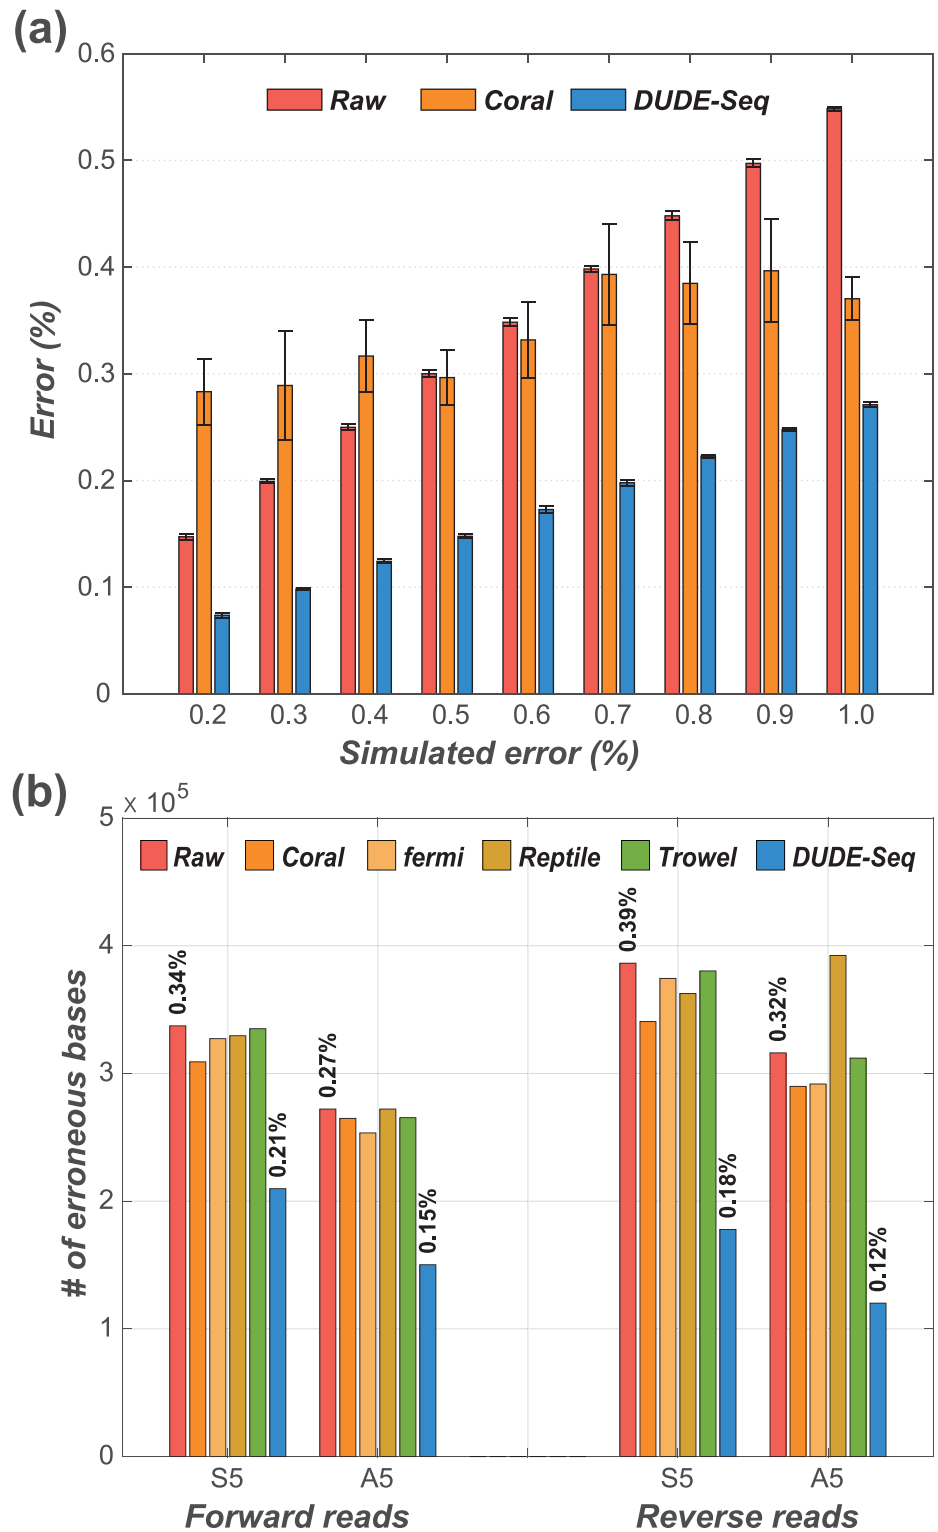 (a)
0.6
Raw Coral DUDE-Seq
0.5
0.4
0.3
0.2
0.1
0
Error (%)
0.2 0.3 0.4 0.5 0.6 0.7 0.8 0.9 1.0
Simulated error (%)
(b)
× 10^5
5
Raw Coral fermi Reptile Trowel DUDE-Seq
4
3
2
1
0
# of erroneous bases
0.34%
0.21%
0.27%
0.15%
0.39%
0.18%
0.32%
0.12%
S5 A5 S5 A5
Forward reads Reverse reads